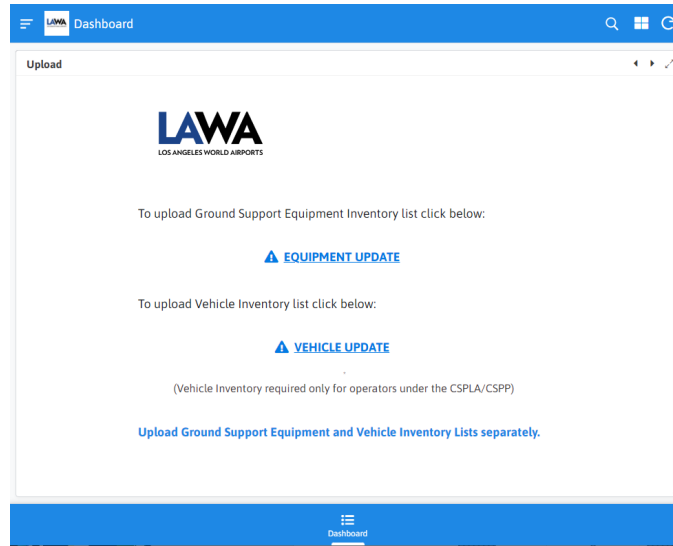 LAWA Dashboard
Upload
LAWA
LOS ANGELES WORLD AIRPORTS
To upload Ground Support Equipment Inventory list click below:
EQUIPMENT UPDATE
To upload Vehicle Inventory list click below:
VEHICLE UPDATE
(Vehicle Inventory required only for operators under the CSPLA/CSPP)
Upload Ground Support Equipment and Vehicle Inventory Lists separately.
Dashboard